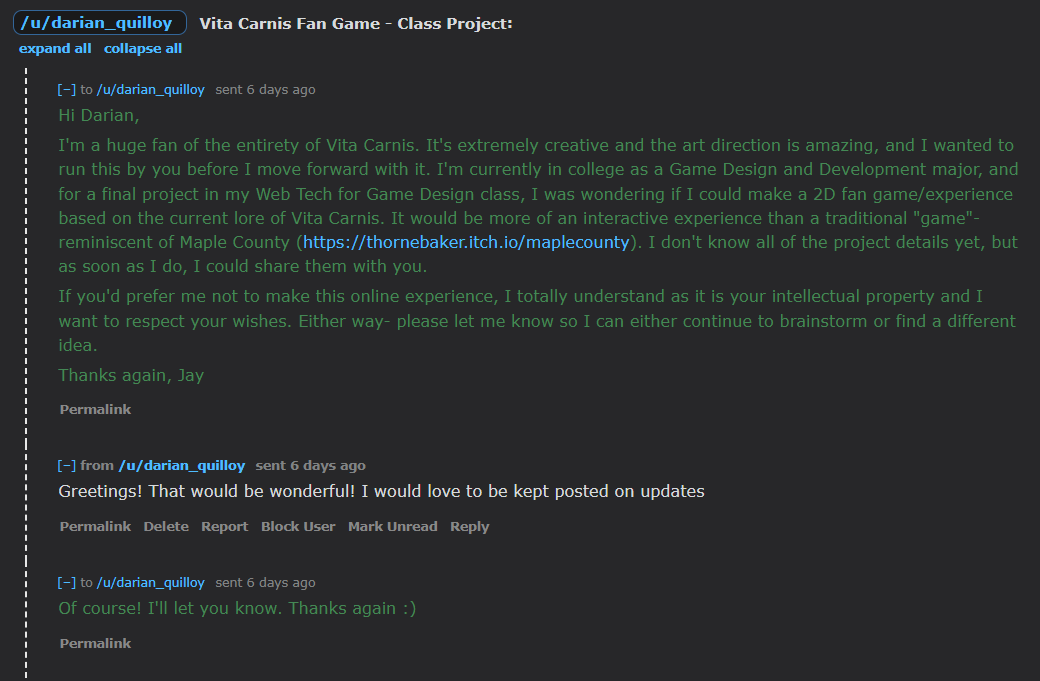 /u/darian_quilloy Vita Carnis Fan Game - Class Project:
expand all collapse all
[−] to /u/darian_quilloy sent 6 days ago
Hi Darian,
I'm a huge fan of the entirety of Vita Carnis. It's extremely creative and the art direction is amazing, and I wanted to
run this by you before I move forward with it. I'm currently in college as a Game Design and Development major, and
for a final project in my Web Tech for Game Design class, I was wondering if I could make a 2D fan game/experience
based on the current lore of Vita Carnis. It would be more of an interactive experience than a traditional "game"-
reminiscent of Maple County (https://thornebaker.itch.io/maplecounty). I don't know all of the project details yet, but
as soon as I do, I could share them with you.
If you'd prefer me not to make this online experience, I totally understand as it is your intellectual property and I
want to respect your wishes. Either way- please let me know so I can either continue to brainstorm or find a different
idea.
Thanks again, Jay
Permalink
[−] from /u/darian_quilloy sent 6 days ago
Greetings! That would be wonderful! I would love to be kept posted on updates
Permalink Delete Report Block User Mark Unread Reply
[−] to /u/darian_quilloy sent 6 days ago
Of course! I'll let you know. Thanks again :)
Permalink